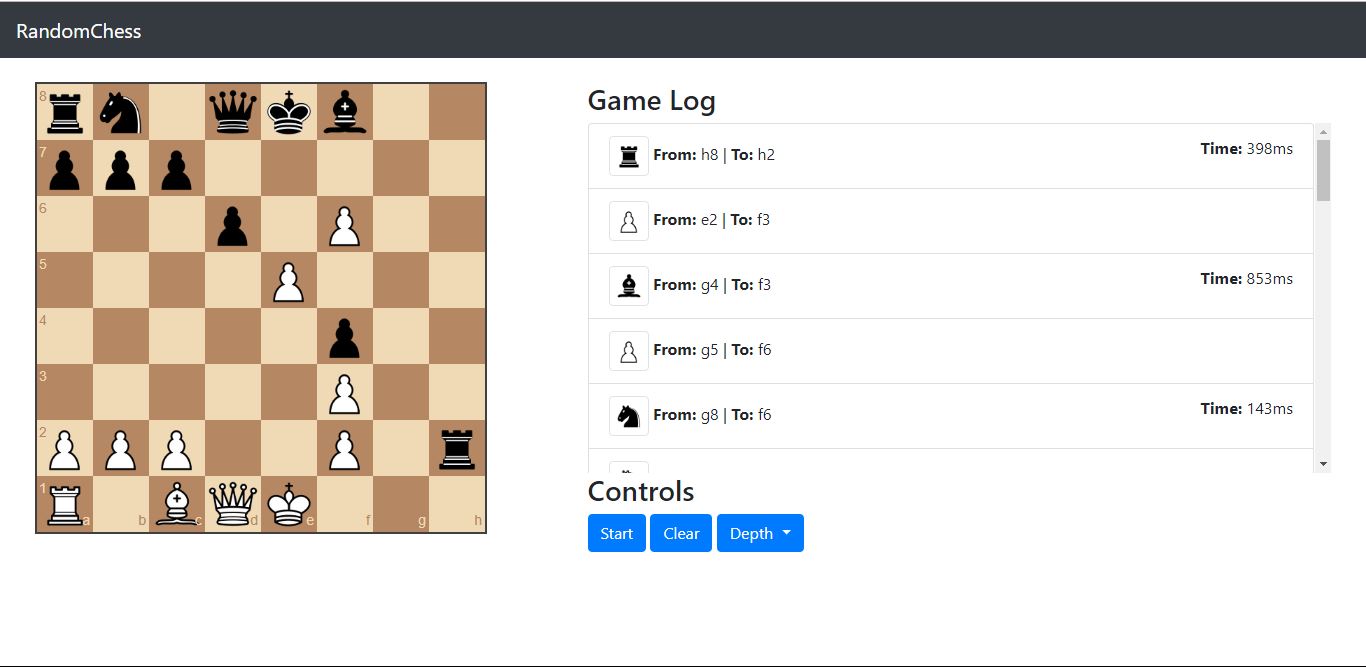 RandomChess
8
7
6
5
4
3
2
1
a b c d e f g h
Game Log
From: h8 | To: h2 Time: 398ms
From: e2 | To: f3
From: g4 | To: f3 Time: 853ms
From: g5 | To: f6
From: g8 | To: f6 Time: 143ms
Controls
Start Clear Depth